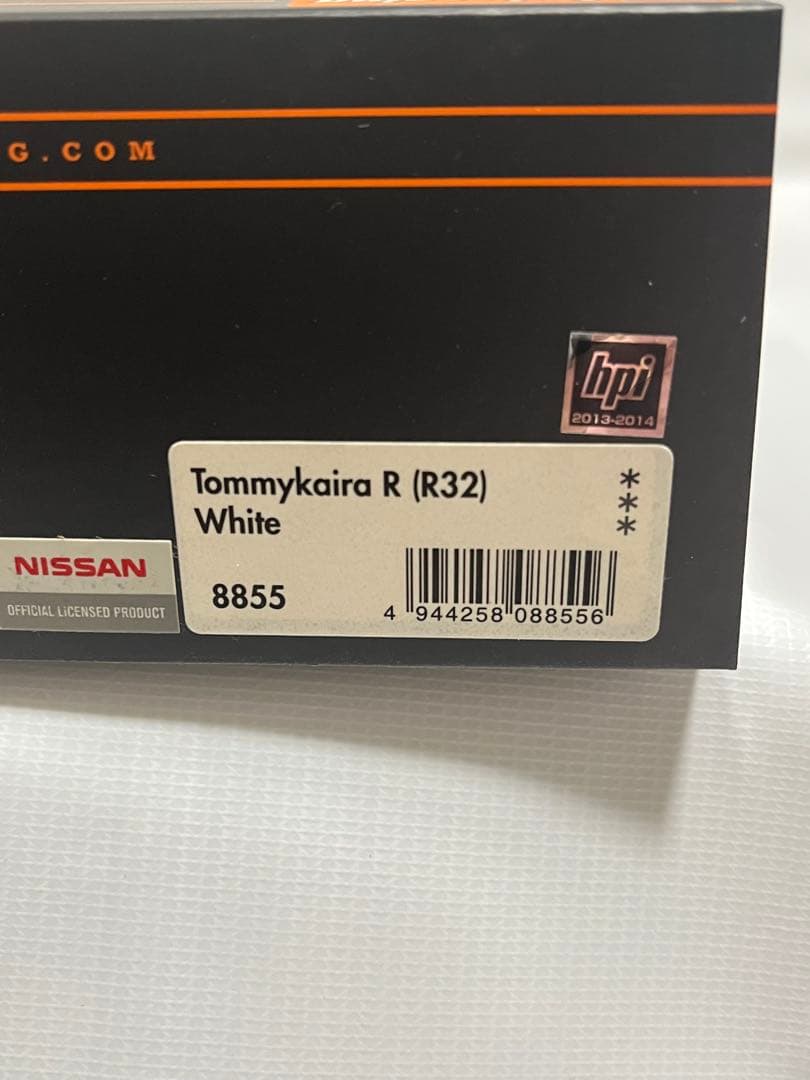 G.COM
hpi
2013-2014
Tommykaira R (R32)
White
***
8855
4 944258 088556
NISSAN
OFFICIAL LiCENSED PRODUCT